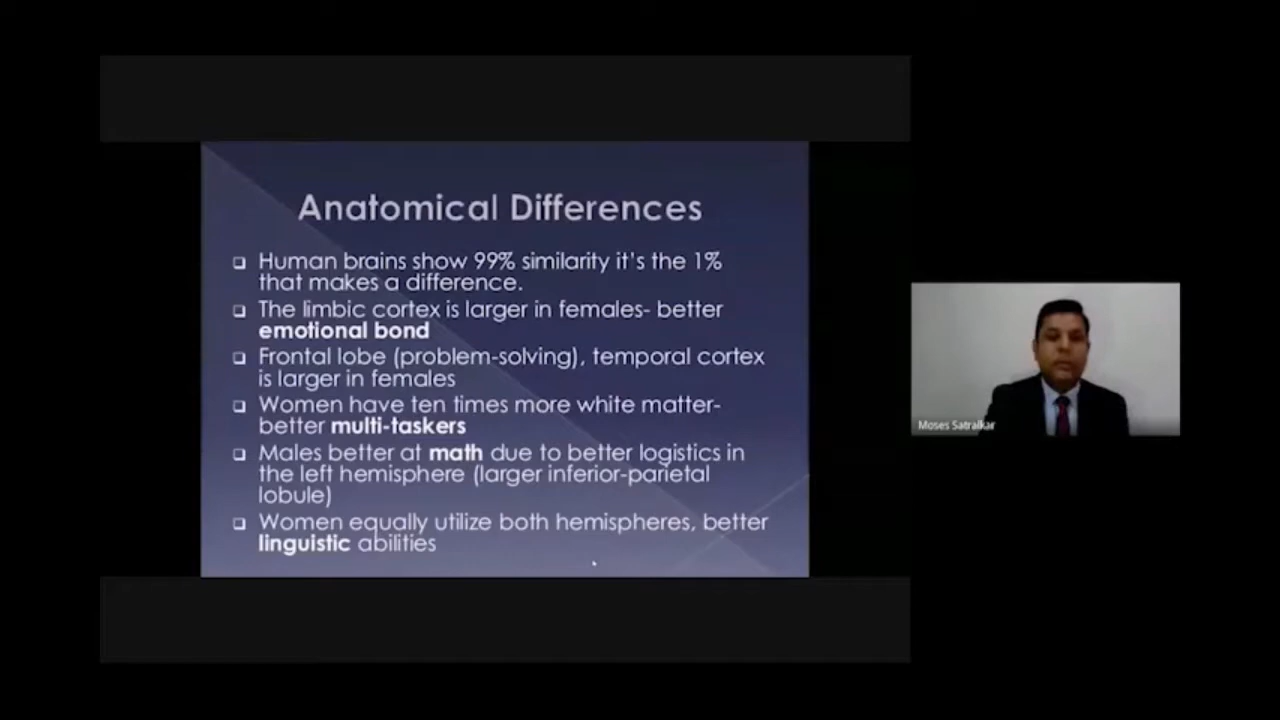 Anatomical Differences
❑ Human brains show 99% similarity it's the 1%
that makes a difference.
❑ The limbic cortex is larger in females- better
emotional bond
❑ Frontal lobe (problem-solving), temporal cortex
is larger in females
❑ Women have ten times more white matter-
better multi-taskers
❑ Males better at math due to better logistics in
the left hemisphere (larger inferior-parietal
lobule)
❑ Women equally utilize both hemispheres, better
linguistic abilities
Moses Satralkar